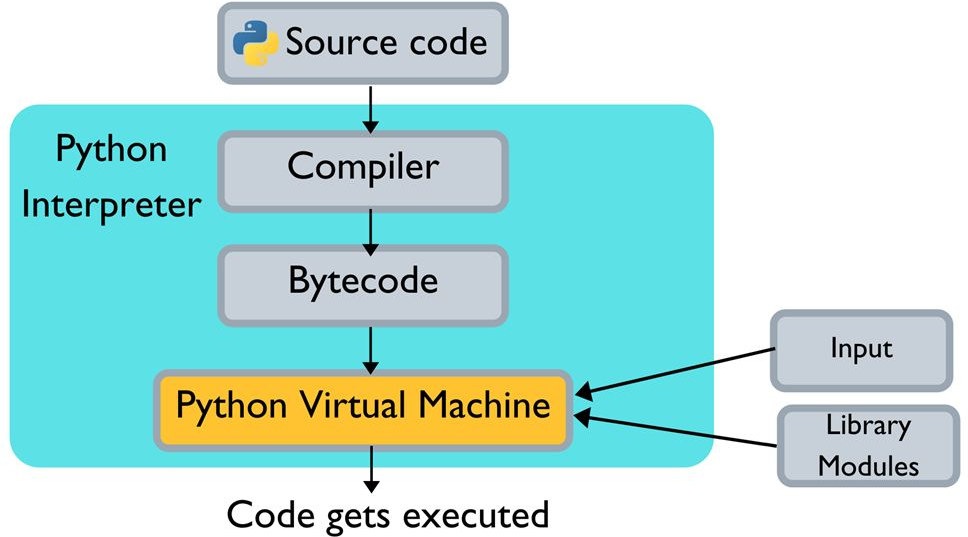 Source code
Python
Interpreter
Compiler
Bytecode
Python Virtual Machine
Input
Library
Modules
Code gets executed